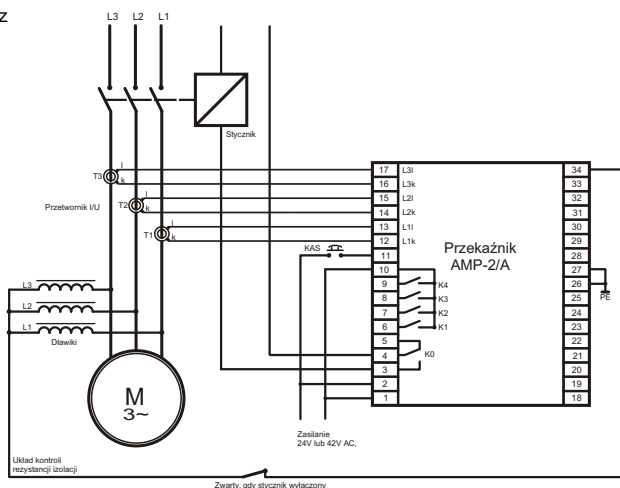 z
L3 L2 L1
Stycznik
T3 l k
Przetwornik I/U
T2 l k
T1 l k
17 L3l
16 L3k
15 L2l
14 L2k
13 L1l
12 L1k
KAS
11
10
9 K4
8 K3
7 K2
6 K1
5
4 K0
3
2
1
Przekaźnik
AMP-2/A
34
33
32
31
30
29
28
27
26
PE
25
24
23
22
21
20
19
18
L3
L2
L1
Dławiki
M
3~
Zasilanie
24V lub 42V AC,
Układ kontroli
rezystancji izolacji
Zwarty, gdy stycznik wyłączony